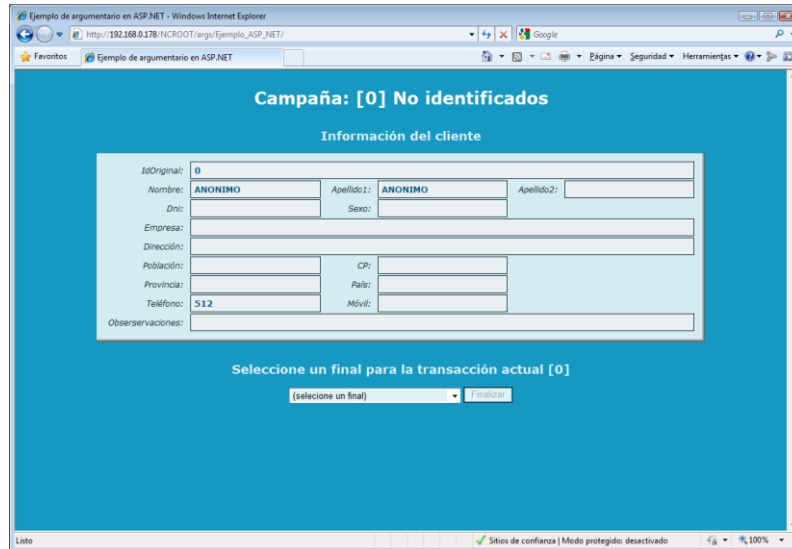 Ejemplo de argumentario en ASP.NET - Windows Internet Explorer
http://192.168.0.178/NCROOT/args/Ejemplo_ASP_NET/
Google
Favoritos Ejemplo de argumentario en ASP.NET Página Seguridad Herramientas
Campaña: [0] No identificados
Información del cliente
IdOriginal: 0
Nombre: ANONIMO Apellido1: ANONIMO Apellido2:
Dni: Sexo:
Empresa:
Dirección:
Población: CP:
Provincia: País:
Teléfono: 512 Móvil:
Obserservaciones:
Seleccione un final para la transacción actual [0]
(selecione un final) Finalizar
Listo Sitios de confianza | Modo protegido: desactivado 100%